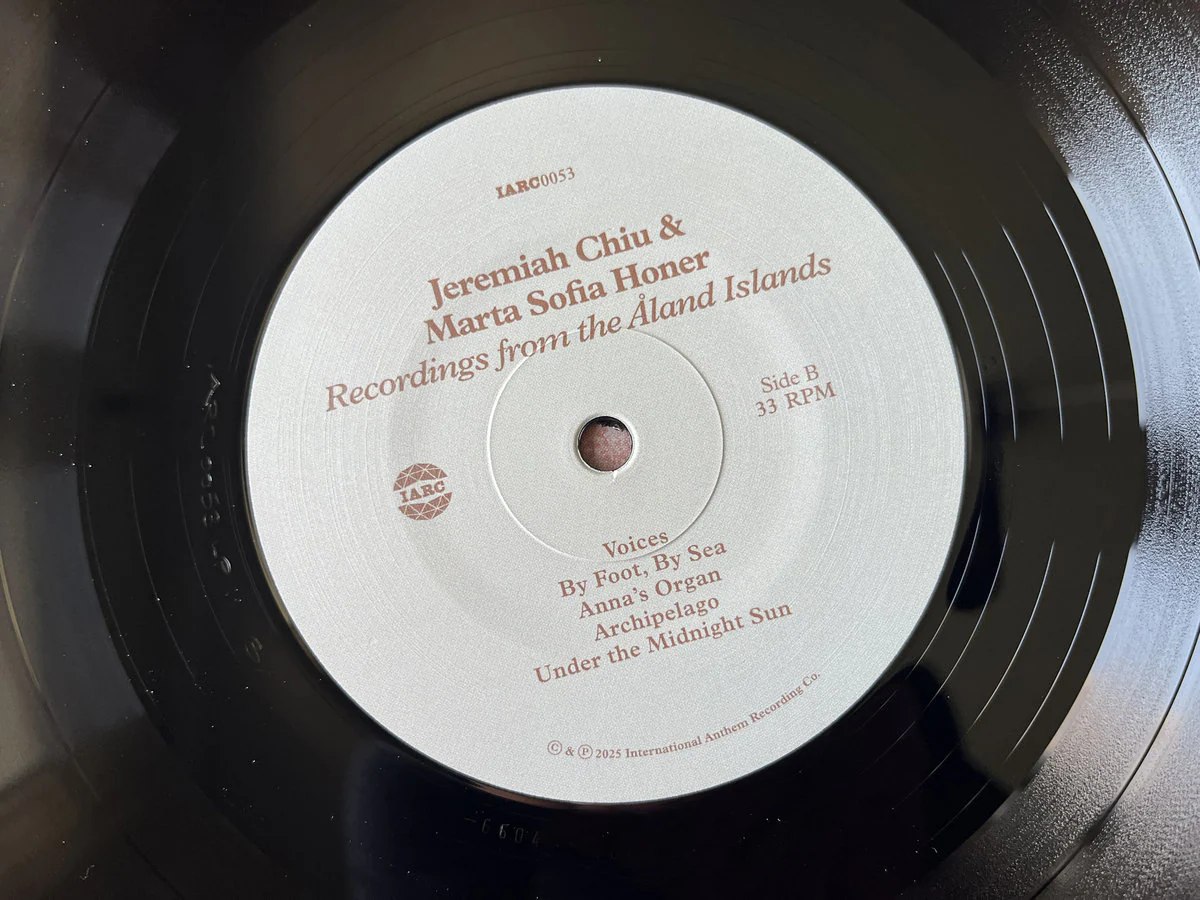 IARC0053
Jeremiah Chiu &
Marta Sofia Honer
Recordings from the Åland Islands
Side B
33 RPM
IARC
Voices
By Foot, By Sea
Anna's Organ
Archipelago
Under the Midnight Sun
© & ℗ 2025 International Anthem Recording Co.